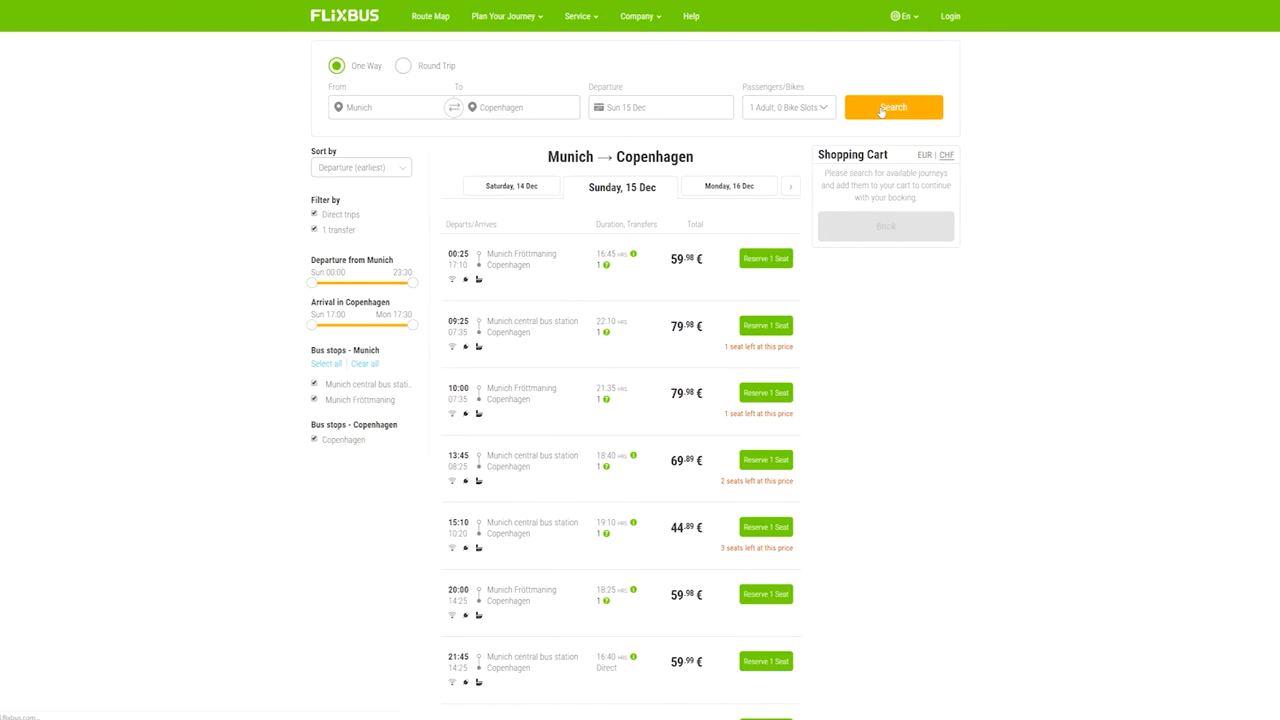 FLiXBUS Route Map Plan Your Journey Service Company Help En Login
One Way Round Trip
From To Departure Passengers/Bikes
Munich Copenhagen Sun 15 Dec 1 Adult, 0 Bike Slots Search
Sort by
Departure (earliest)
Filter by
Direct trips
1 transfer
Departure from Munich
Sun 00:00 23:30
Arrival in Copenhagen
Sun 17:00 Mon 17:30
Bus stops - Munich
Select all | Clear all
Munich central bus stati..
Munich Fröttmaning
Bus stops - Copenhagen
Copenhagen
Munich → Copenhagen
Saturday, 14 Dec Sunday, 15 Dec Monday, 16 Dec ›
Departs/Arrives Duration, Transfers Total
00:25 Munich Fröttmaning 16:45 HRS. 59.98 € Reserve 1 Seat
17:10 Copenhagen 1
09:25 Munich central bus station 22:10 HRS. 79.98 € Reserve 1 Seat
07:35 Copenhagen 1
1 seat left at this price
10:00 Munich Fröttmaning 21:35 HRS. 79.98 € Reserve 1 Seat
07:35 Copenhagen 1
1 seat left at this price
13:45 Munich central bus station 18:40 HRS. 69.89 € Reserve 1 Seat
08:25 Copenhagen 1
2 seats left at this price
15:10 Munich central bus station 19:10 HRS. 44.89 € Reserve 1 Seat
10:20 Copenhagen 1
3 seats left at this price
20:00 Munich Fröttmaning 18:25 HRS. 59.98 € Reserve 1 Seat
14:25 Copenhagen 1
21:45 Munich central bus station 16:40 HRS. 59.99 € Reserve 1 Seat
14:25 Copenhagen Direct
Shopping Cart EUR | CHF
Please search for available journeys
and add them to your cart to continue
with your booking.
Book